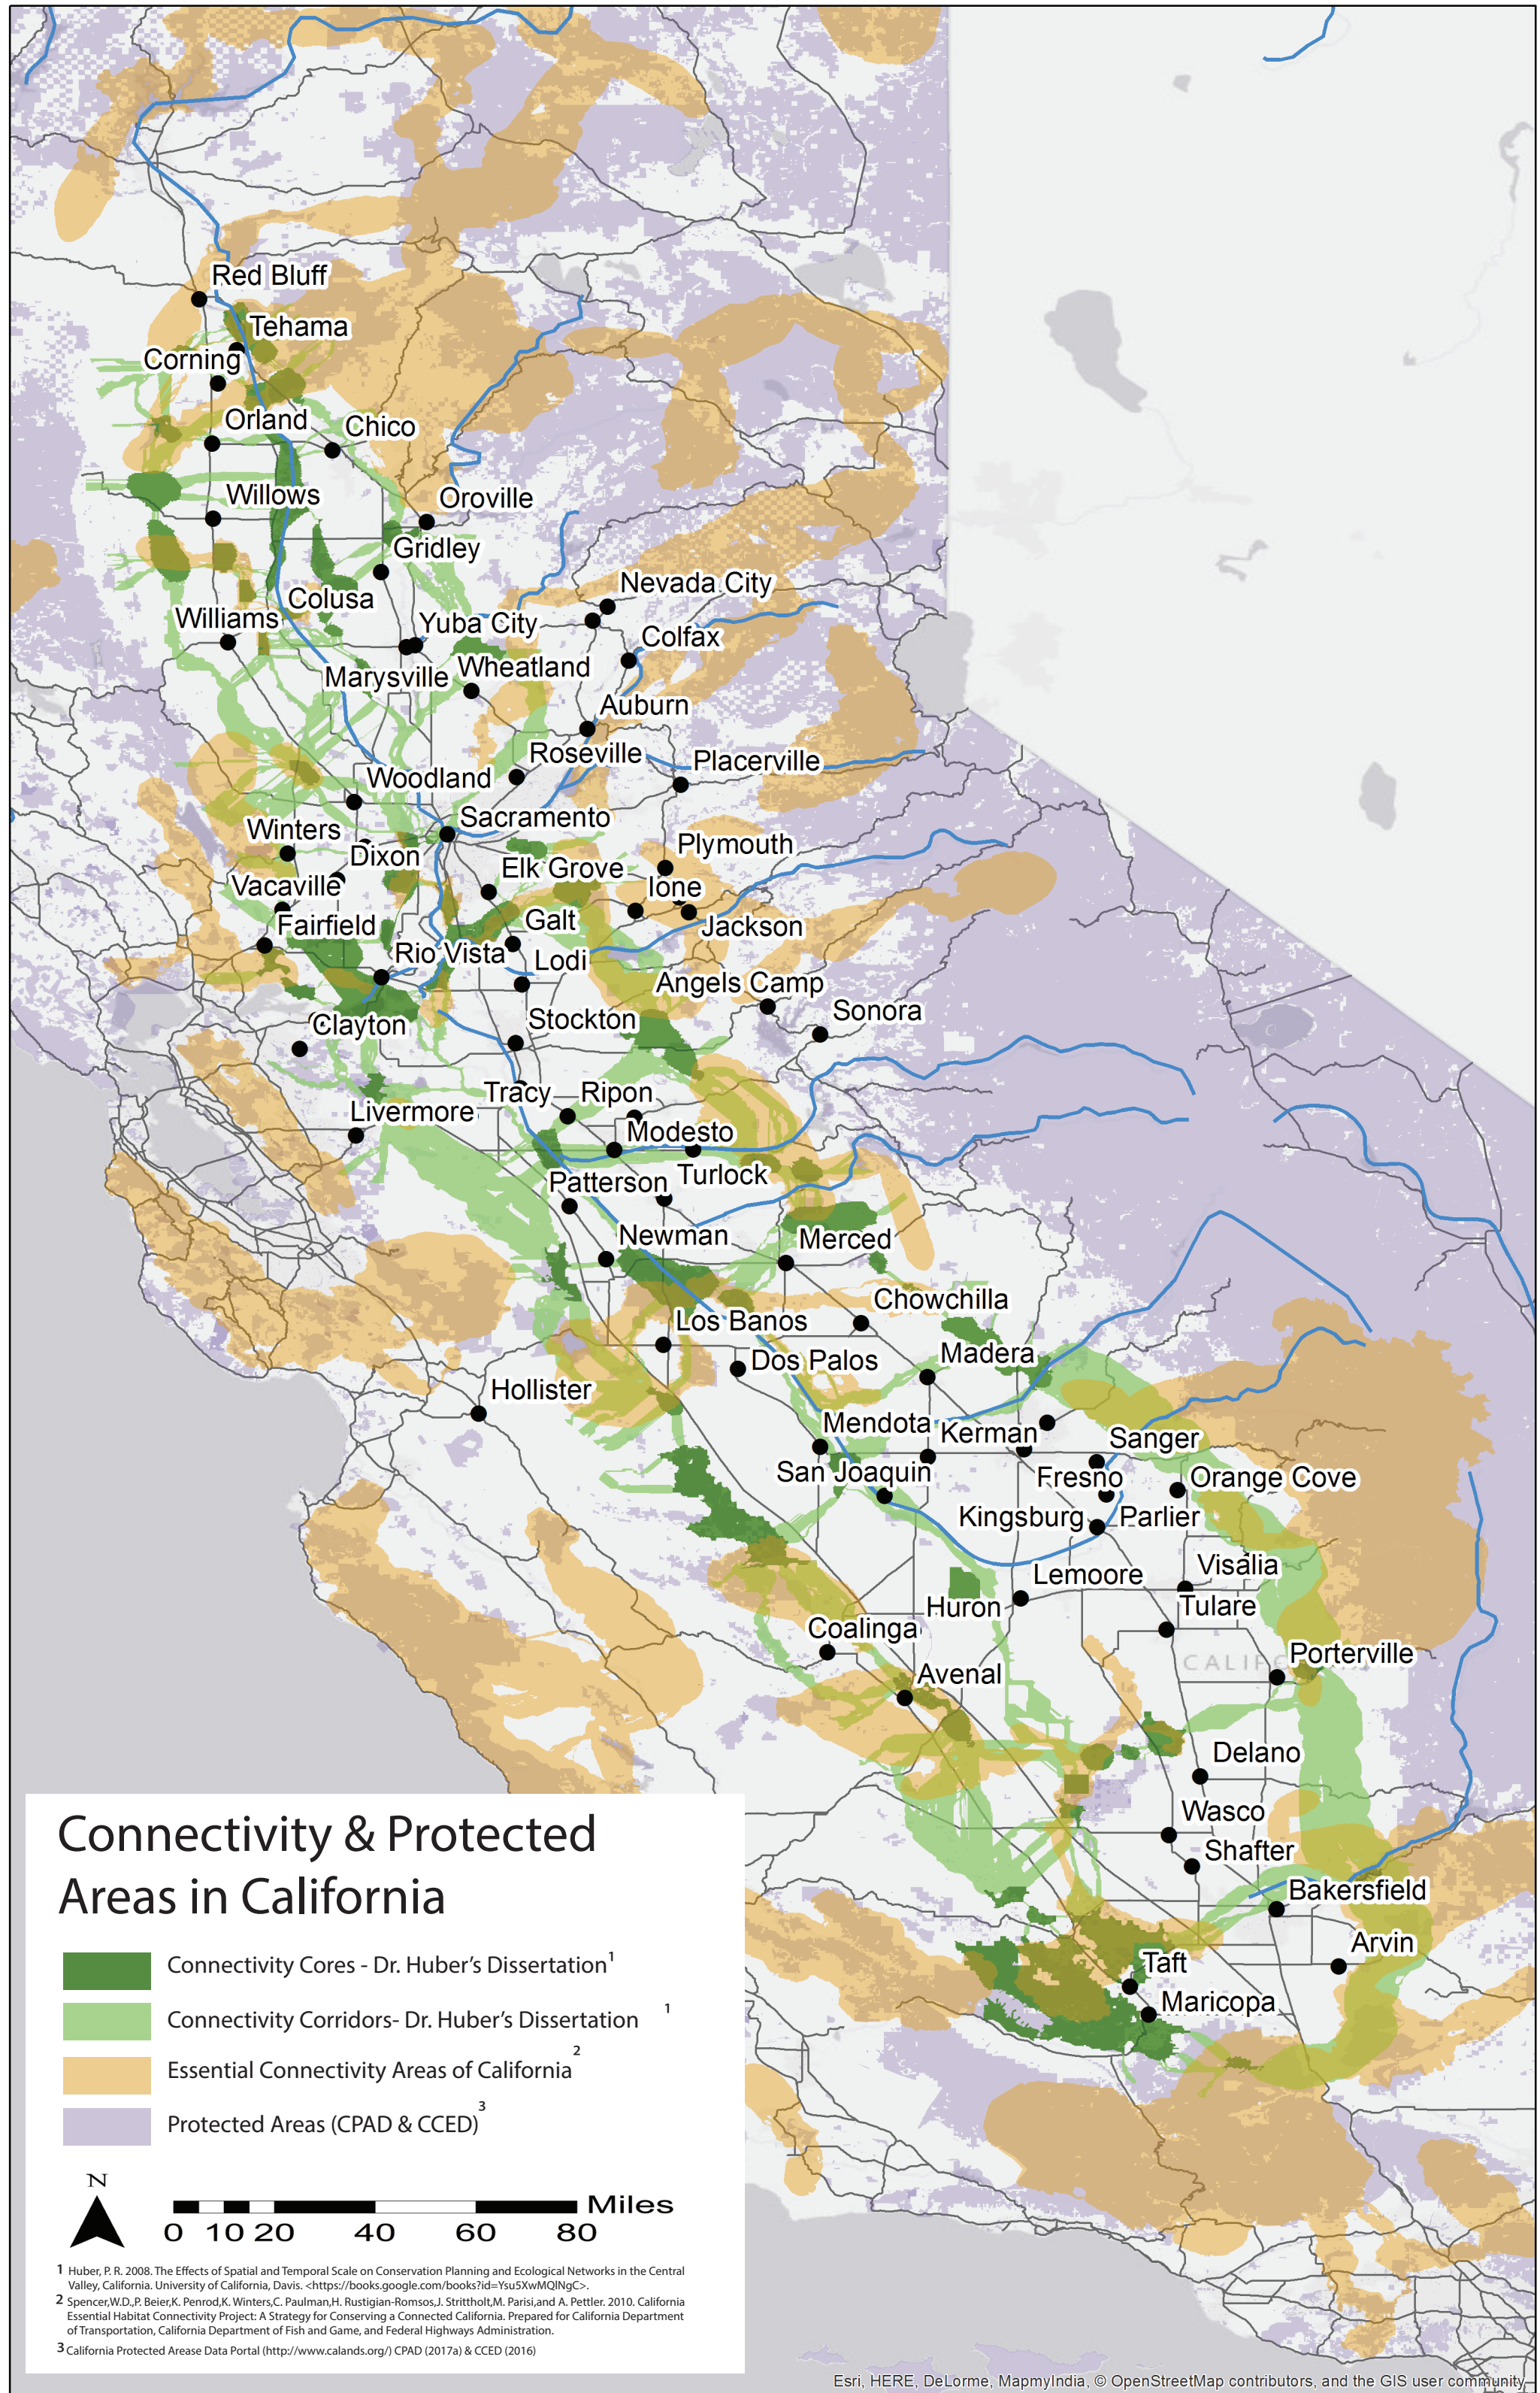 Red Bluff
Tehama
Corning
Orland
Chico
Willows
Oroville
Gridley
Nevada City
Colusa
Williams
Yuba City
Colfax
Marysville
Wheatland
Auburn
Roseville
Placerville
Woodland
Sacramento
Winters
Plymouth
Dixon
Elk Grove
Vacaville
Ione
Fairfield
Galt
Jackson
Rio Vista
Lodi
Angels Camp
Sonora
Clayton
Stockton
Tracy
Ripon
Livermore
Modesto
Patterson
Turlock
Newman
Merced
Chowchilla
Los Banos
Dos Palos
Madera
Hollister
Mendota
Kerman
Sanger
San Joaquin
Fresno
Orange Cove
Kingsburg
Parlier
Lemoore
Visalia
Huron
Tulare
Coalinga
CALIFO
Porterville
Avenal
Delano
Wasco
Shafter
Bakersfield
Arvin
Taft
Maricopa
Connectivity & Protected
Areas in California
Connectivity Cores - Dr. Huber's Dissertation 1
Connectivity Corridors- Dr. Huber's Dissertation 1
Essential Connectivity Areas of California 2
Protected Areas (CPAD & CCED) 3
N
Miles
0 10 20 40 60 80
1 Huber, P. R. 2008. The Effects of Spatial and Temporal Scale on Conservation Planning and Ecological Networks in the Central
Valley, California. University of California, Davis. <https://books.google.com/books?id=Ysu5XwMQlNgC>.
2 Spencer,W.D.,P. Beier,K. Penrod,K. Winters,C. Paulman,H. Rustigian-Romsos,J. Strittholt,M. Parisi,and A. Pettler. 2010. California
Essential Habitat Connectivity Project: A Strategy for Conserving a Connected California. Prepared for California Department
of Transportation, California Department of Fish and Game, and Federal Highways Administration.
3 California Protected Arease Data Portal (http://www.calands.org/) CPAD (2017a) & CCED (2016)
Esri, HERE, DeLorme, MapmyIndia, © OpenStreetMap contributors, and the GIS user community